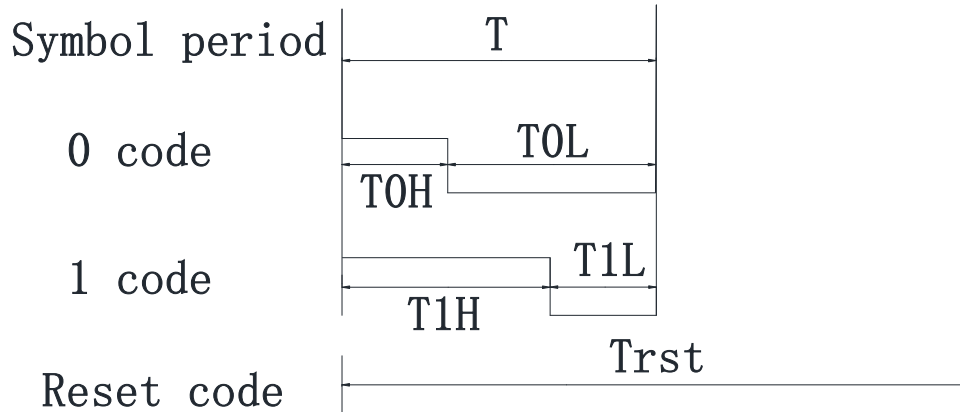 Symbol period
T
0 code
T0L
T0H
1 code
T1L
T1H
Trst
Reset code